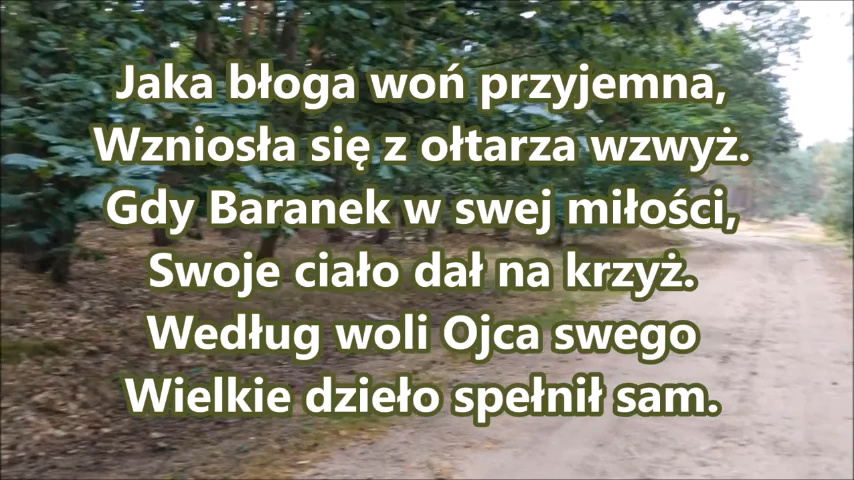 Jaka błoga woń przyjemna,
Wzniosła się z ołtarza wzwyż.
Gdy Baranek w swej miłości,
Swoje ciało dał na krzyż.
Według woli Ojca swego
Wielkie dzieło spełnił sam.